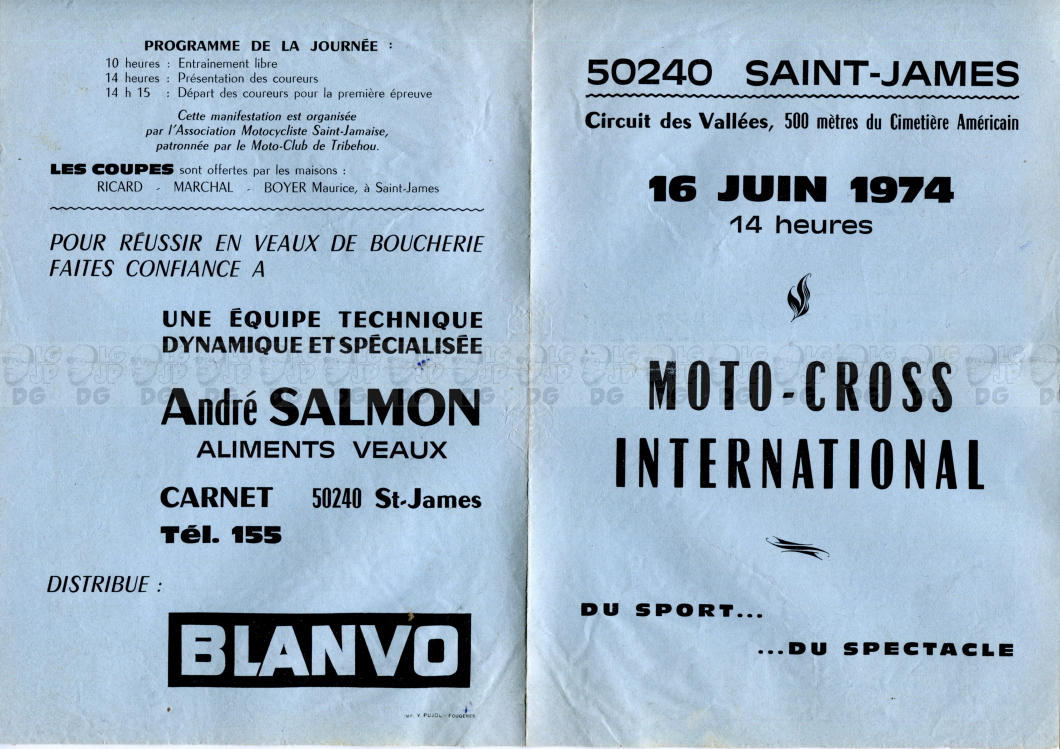 PROGRAMME DE LA JOURNÉE :
10 heures : Entrainement libre
14 heures : Présentation des coureurs
14 h 15 : Départ des coureurs pour la première épreuve
Cette manifestation est organisée
par l'Association Motocycliste Saint-Jamaise,
patronnée par le Moto-Club de Tribehou.
LES COUPES sont offertes par les maisons :
RICARD - MARCHAL - BOYER Maurice, à Saint-James
POUR RÉUSSIR EN VEAUX DE BOUCHERIE
FAITES CONFIANCE A
UNE ÉQUIPE TECHNIQUE
DYNAMIQUE ET SPÉCIALISÉE
André SALMON
ALIMENTS VEAUX
CARNET 50240 St-James
Tél. 155
DISTRIBUE :
BLANVO
IMP. Y. PUJOL - FOUGÈRES
50240 SAINT-JAMES
Circuit des Vallées, 500 mètres du Cimetière Américain
16 JUIN 1974
14 heures
MOTO-CROSS
INTERNATIONAL
DU SPORT...
...DU SPECTACLE